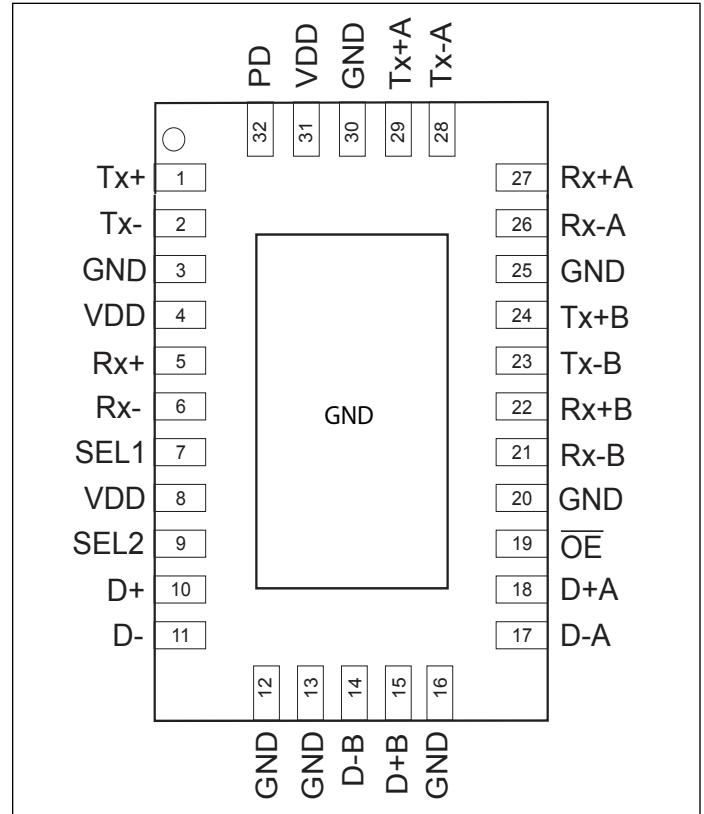 PD VDD GND Tx+A Tx-A
32 31 30 29 28
Tx+ 1 27 Rx+A
Tx- 2 26 Rx-A
GND 3 25 GND
VDD 4 24 Tx+B
Rx+ 5 23 Tx-B
Rx- 6 22 Rx+B
GND
SEL1 7 21 Rx-B
VDD 8 20 GND
SEL2 9 19 O̅E̅
D+ 10 18 D+A
D- 11 17 D-A
12 13 14 15 16
GND GND D-B D+B GND